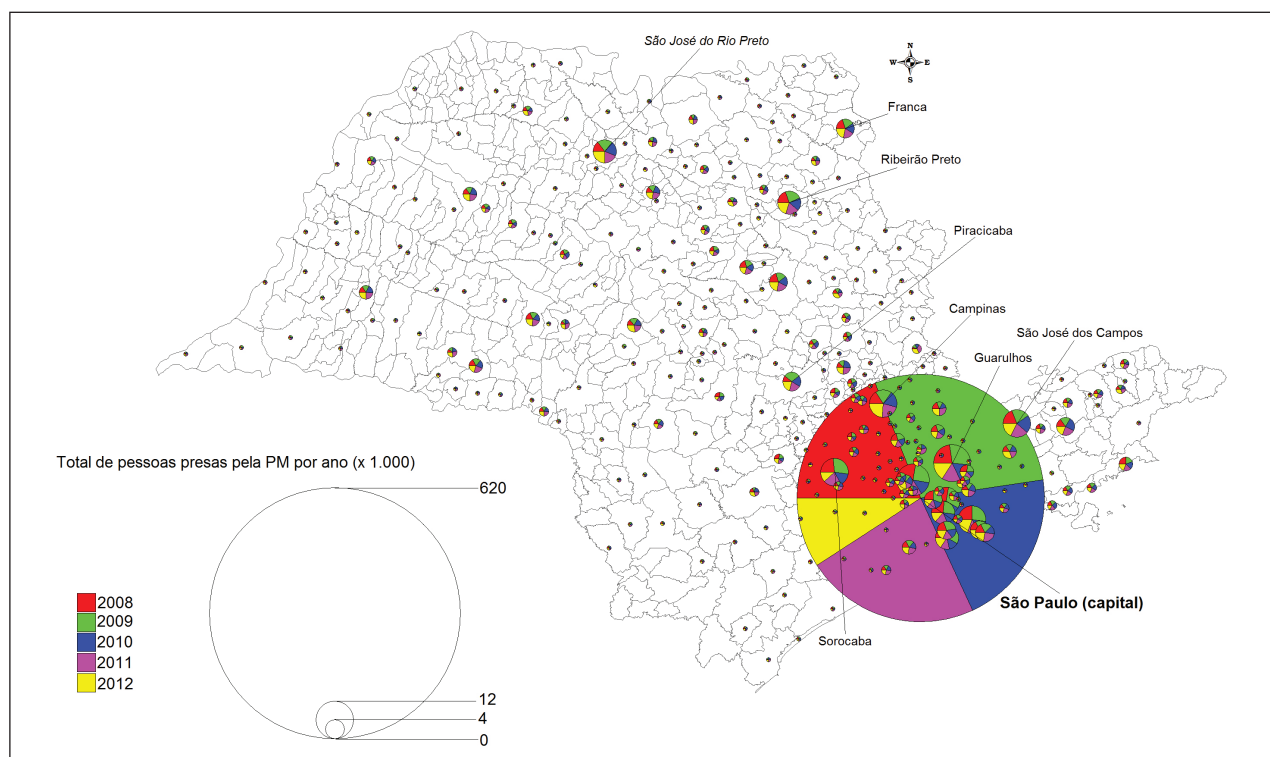 São José do Rio Preto
N
W E
S
Franca
Ribeirão Preto
Piracicaba
Campinas
São José dos Campos
Guarulhos
Total de pessoas presas pela PM por ano (x 1.000)
620
2008
2009
2010
2011
2012
São Paulo (capital)
Sorocaba
12
4
0